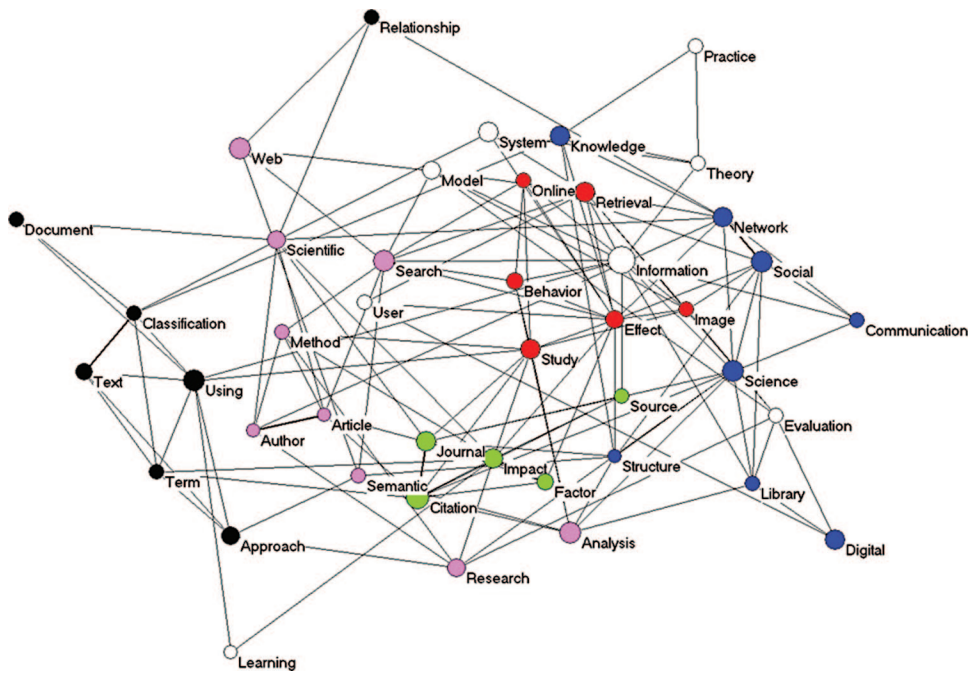 Relationship
Practice
System
Knowledge
Web
Theory
Model
Online
Retrieval
Document
Network
Scientific
Search
Information
Social
Behavior
User
Image
Classification
Effect
Communication
Method
Study
Text
Using
Science
Source
Article
Evaluation
Author
Journal
Impact
Structure
Term
Semantic
Factor
Library
Citation
Approach
Analysis
Digital
Research
Learning